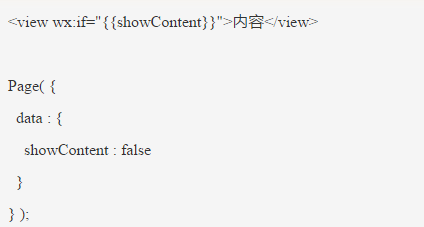 <view wx:if="{{showContent}}">内容</view>
Page( {
data : {
showContent : false
}
} );